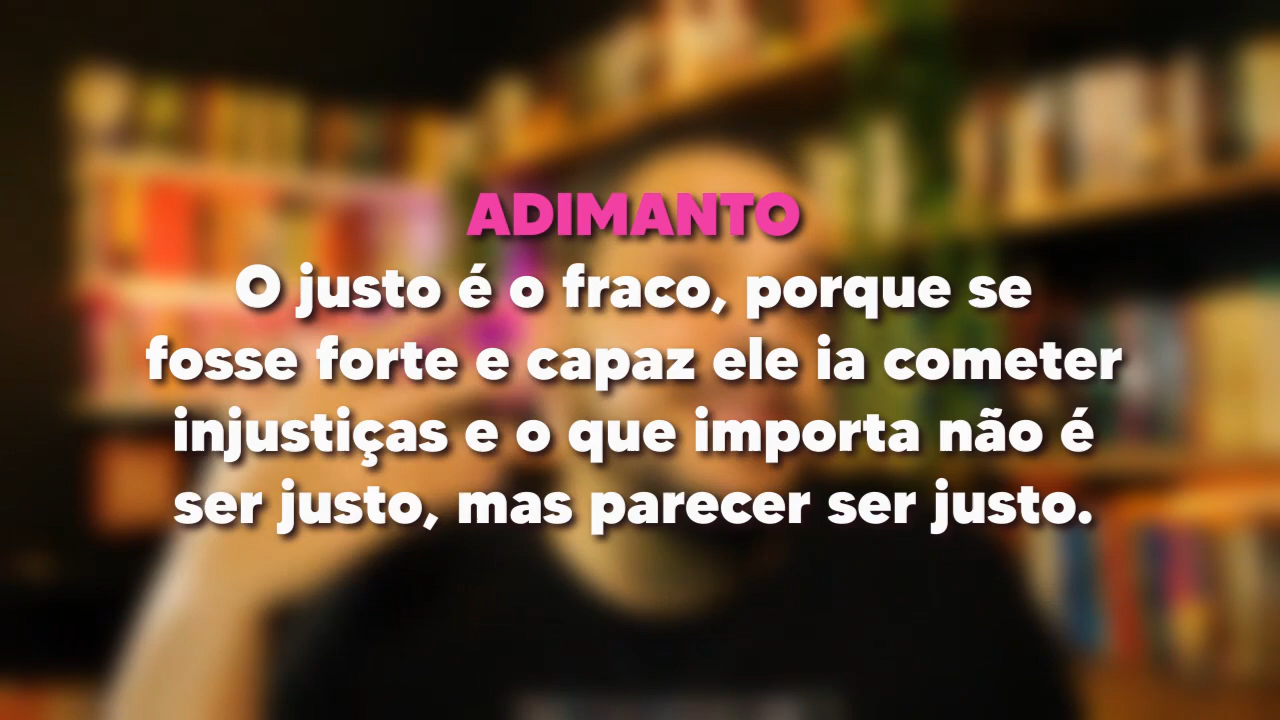 ADIMANTO
O justo é o fraco, porque se
fosse forte e capaz ele ia cometer
injustiças e o que importa não é
ser justo, mas parecer ser justo.